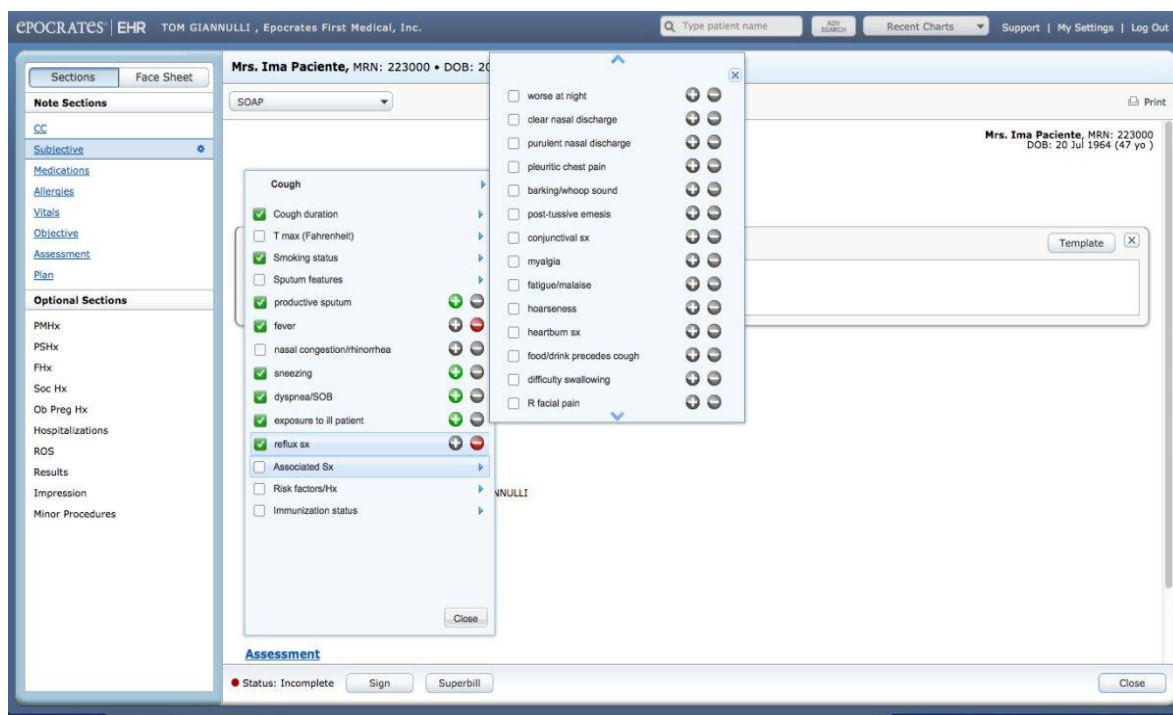 ePOCRATES® EHR TOM GIANNULLI , Epocrates First Medical, Inc.
Type patient name
ADV SEARCH
Recent Charts
Support | My Settings | Log Out
Sections Face Sheet
Note Sections
CC
Subjective
Medications
Allergies
Vitals
Objective
Assessment
Plan
Optional Sections
PMHx
PSHx
FHx
Soc Hx
Ob Preg Hx
Hospitalizations
ROS
Results
Impression
Minor Procedures
Mrs. Ima Paciente, MRN: 223000 • DOB: 20
SOAP
Print
Mrs. Ima Paciente, MRN: 223000
DOB: 20 Jul 1964 (47 yo )
Template X
Cough
Cough duration
T max (Fahrenheit)
Smoking status
Sputum features
productive sputum
fever
nasal congestion/rhinorrhea
sneezing
dyspnea/SOB
exposure to ill patient
reflux sx
Associated Sx
Risk factors/Hx
Immunization status
Close
worse at night
clear nasal discharge
purulent nasal discharge
pleuritic chest pain
barking/whoop sound
post-tussive emesis
conjunctival sx
myalgia
fatigue/malaise
hoarseness
heartburn sx
food/drink precedes cough
difficulty swallowing
R facial pain
NNULLI
Assessment
Status: Incomplete Sign Superbill Close